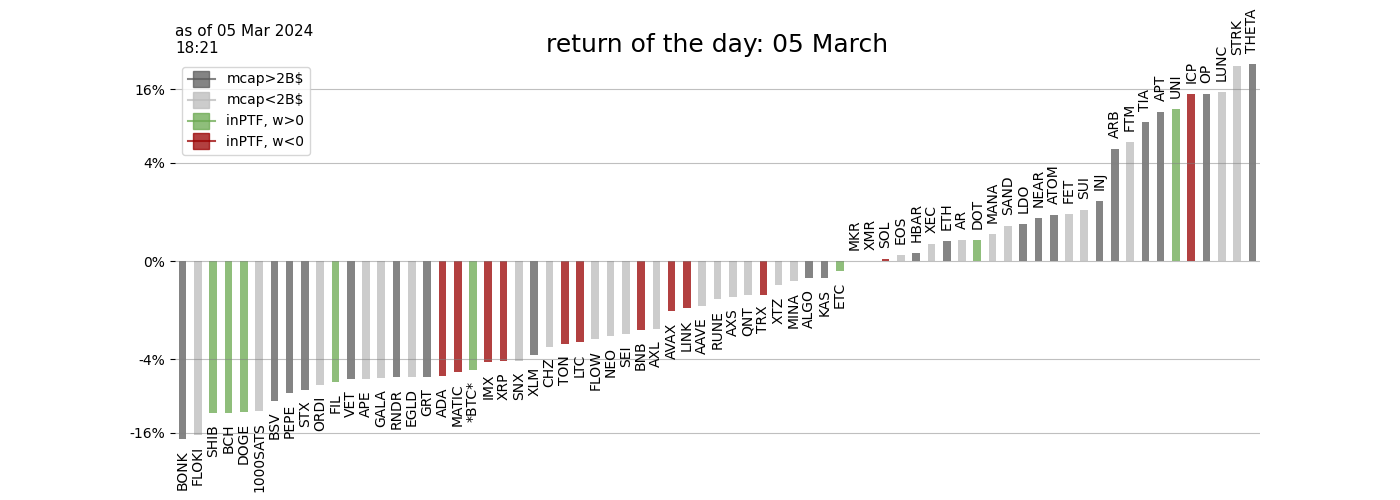 as of 05 Mar 2024
18:21
return of the day: 05 March
mcap>2B$
mcap<2B$
inPTF, w>0
inPTF, w<0
16%
4%
0%
-4%
-16%
BONK
FLOKI
SHIB
BCH
DOGE
1000SATS
BSV
PEPE
STX
ORDI
FIL
VET
APE
GALA
RNDR
EGLD
GRT
ADA
MATIC
*BTC*
IMX
XRP
SNX
XLM
CHZ
TON
LTC
FLOW
NEO
SEI
BNB
AXL
AVAX
LINK
AAVE
RUNE
AXS
QNT
TRX
XTZ
MINA
ALGO
KAS
ETC
MKR
XMR
SOL
EOS
HBAR
XEC
ETH
AR
DOT
MANA
SAND
LDO
NEAR
ATOM
FET
SUI
INJ
ARB
FTM
TIA
APT
UNI
ICP
OP
LUNC
STRK
THETA